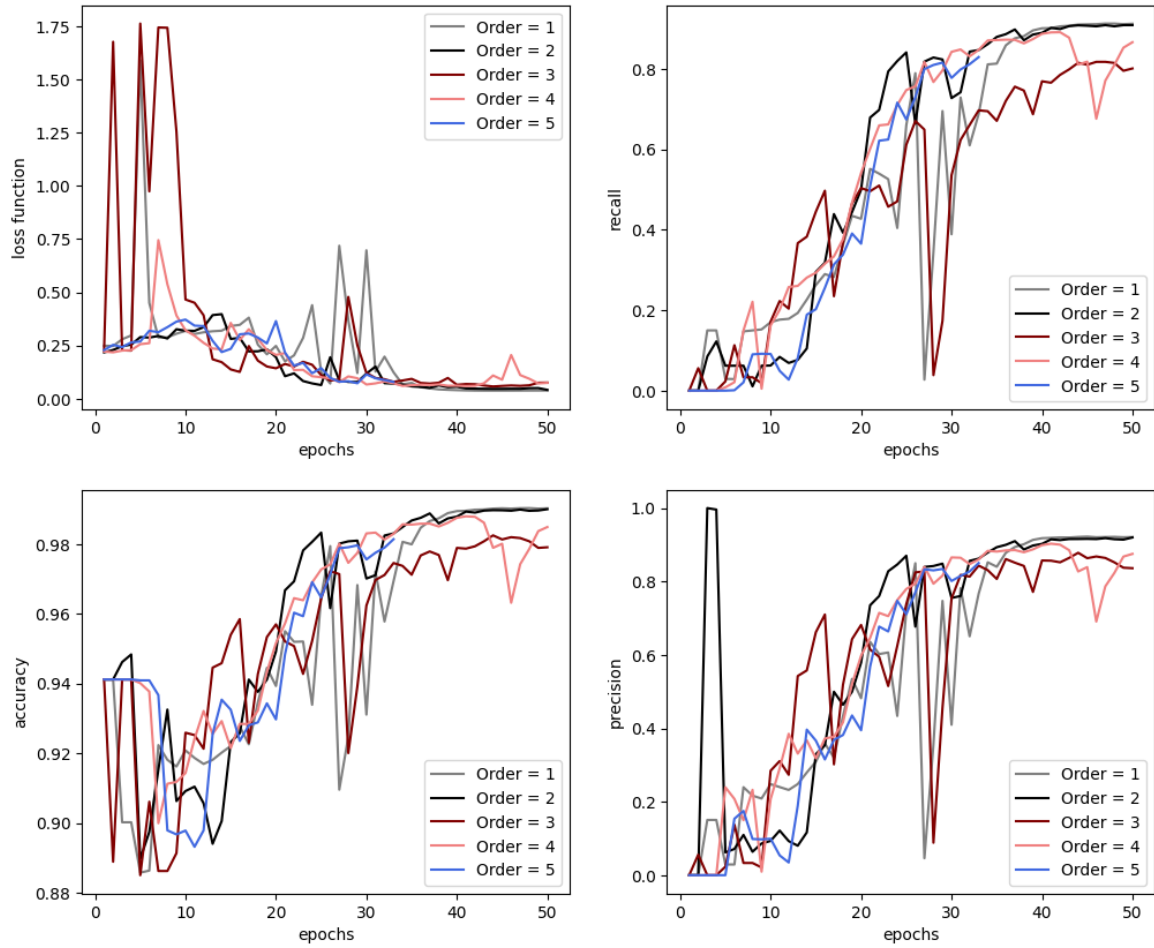 1.75
1.50
1.25
1.00
0.75
0.50
0.25
0.00
loss function
0 10 20 30 40 50
epochs
Order = 1
Order = 2
Order = 3
Order = 4
Order = 5
0.8
0.6
0.4
0.2
0.0
recall
0 10 20 30 40 50
epochs
Order = 1
Order = 2
Order = 3
Order = 4
Order = 5
0.98
0.96
0.94
0.92
0.90
0.88
accuracy
0 10 20 30 40 50
epochs
Order = 1
Order = 2
Order = 3
Order = 4
Order = 5
1.0
0.8
0.6
0.4
0.2
0.0
precision
0 10 20 30 40 50
epochs
Order = 1
Order = 2
Order = 3
Order = 4
Order = 5